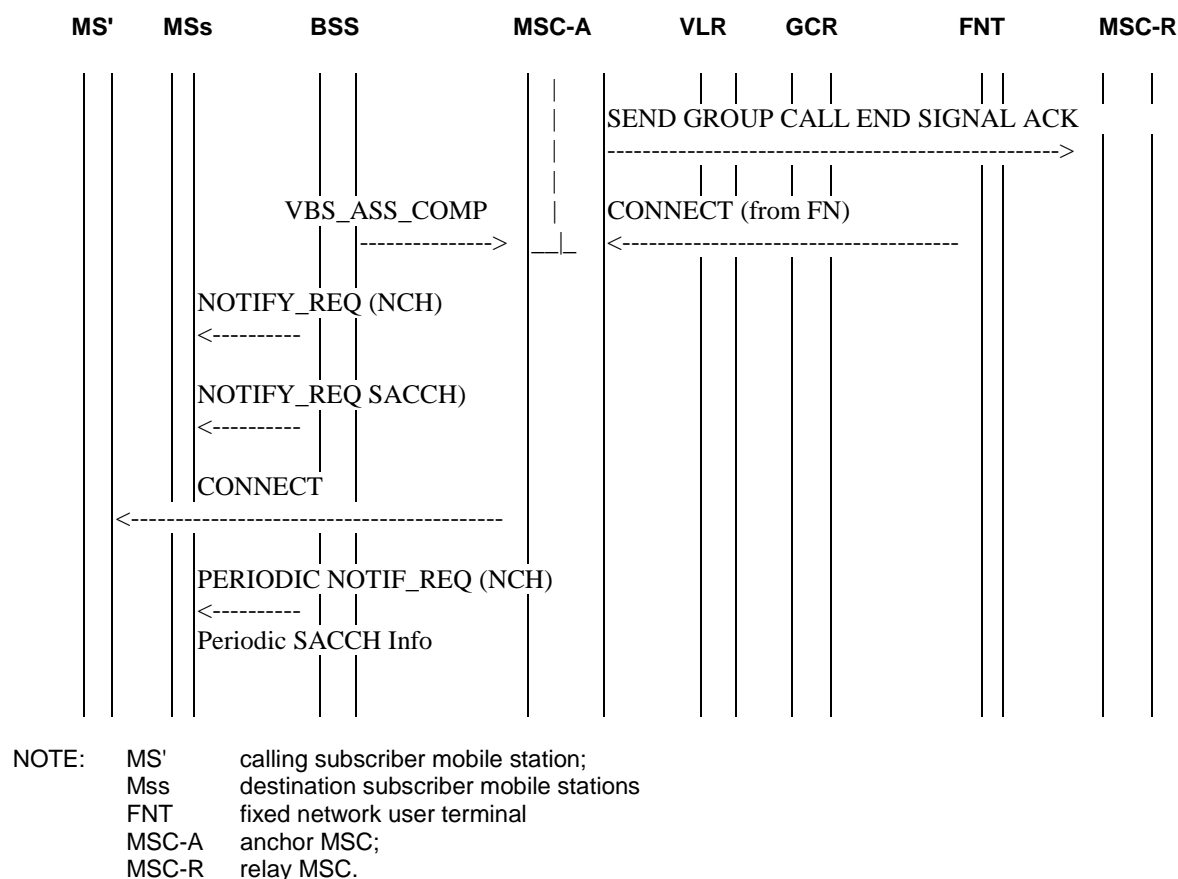 MS' MSs BSS MSC-A VLR GCR FNT MSC-R
SEND GROUP CALL END SIGNAL ACK
VBS_ASS_COMP CONNECT (from FN)
NOTIFY_REQ (NCH)
NOTIFY_REQ SACCH)
CONNECT
PERIODIC NOTIF_REQ (NCH)
Periodic SACCH Info
NOTE: MS' calling subscriber mobile station;
Mss destination subscriber mobile stations
FNT fixed network user terminal
MSC-A anchor MSC;
MSC-R relay MSC.